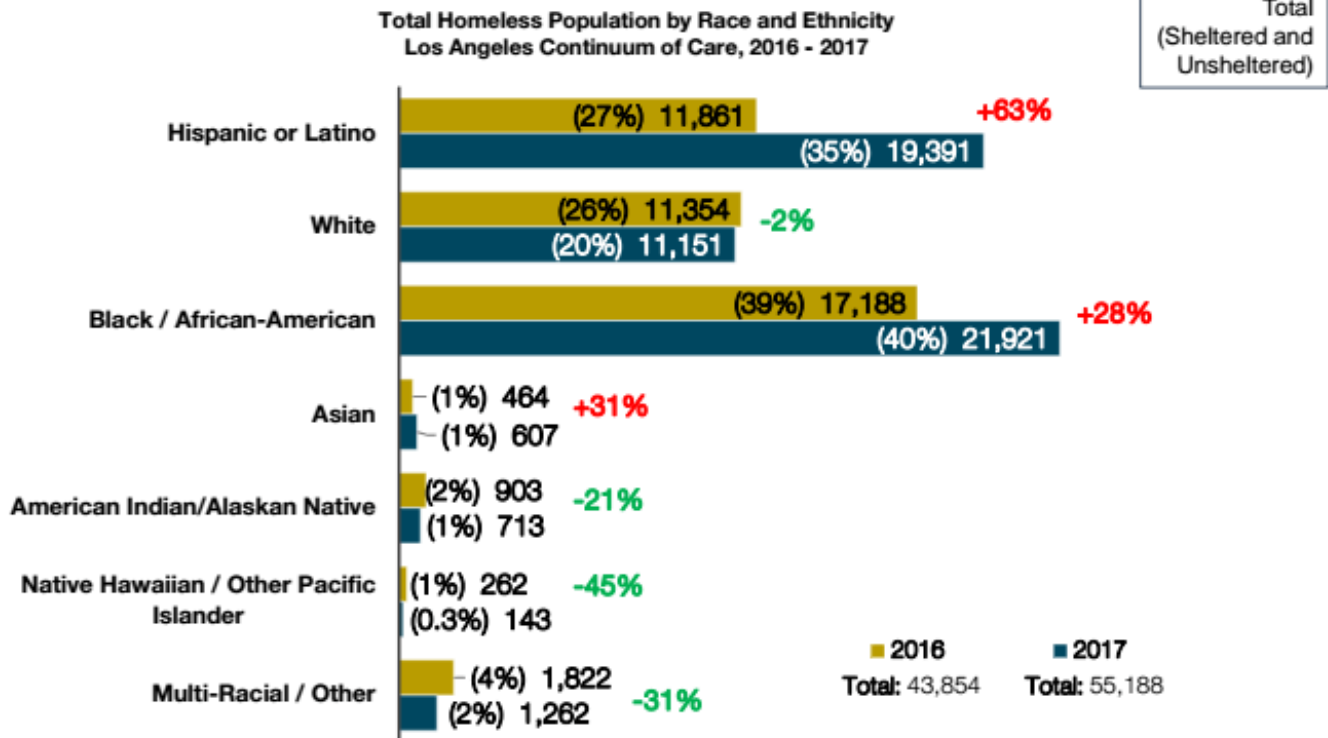 Total Homeless Population by Race and Ethnicity
Los Angeles Continuum of Care, 2016 - 2017
Total
(Sheltered and
Unsheltered)
Hispanic or Latino
(27%) 11,861
(35%) 19,391
+63%
White
(26%) 11,354
(20%) 11,151
-2%
Black / African-American
(39%) 17,188
(40%) 21,921
+28%
Asian
(1%) 464
(1%) 607
+31%
American Indian/Alaskan Native
(2%) 903
(1%) 713
-21%
Native Hawaiian / Other Pacific
Islander
(1%) 262
(0.3%) 143
-45%
Multi-Racial / Other
(4%) 1,822
(2%) 1,262
-31%
2016
Total: 43,854
2017
Total: 55,188